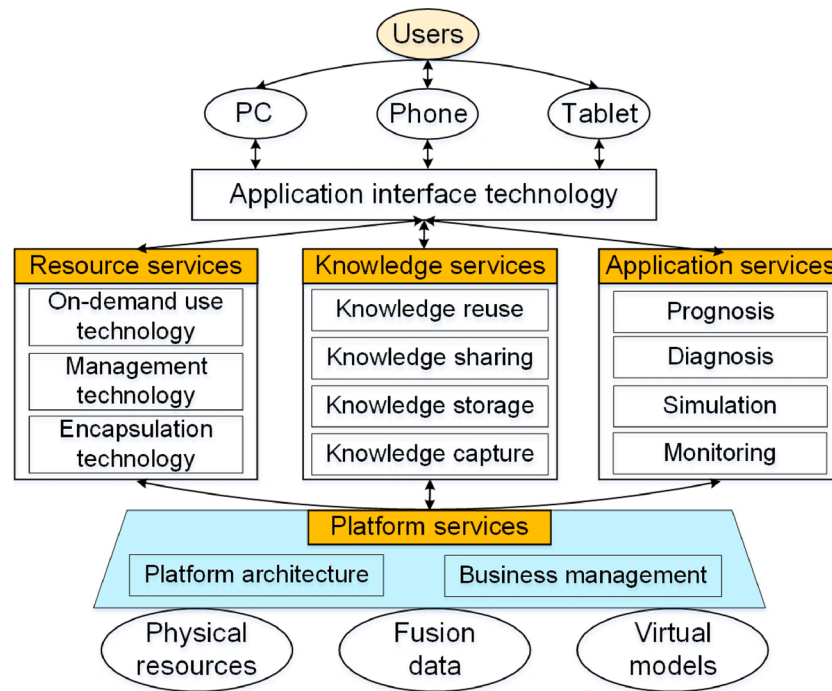 Users
PC
Phone
Tablet
Application interface technology
Resource services
On-demand use
technology
Management
technology
Encapsulation
technology
Knowledge services
Knowledge reuse
Knowledge sharing
Knowledge storage
Knowledge capture
Application services
Prognosis
Diagnosis
Simulation
Monitoring
Platform services
Platform architecture
Business management
Physical
resources
Fusion
data
Virtual
models